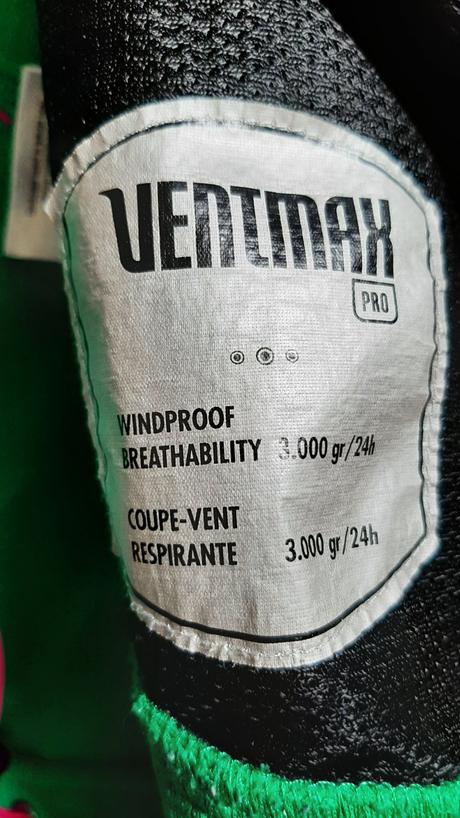 VENTMAX
PRO
WINDPROOF
BREATHABILITY 3.000 gr/24h
COUPE-VENT
RESPIRANTE 3.000 gr/24h